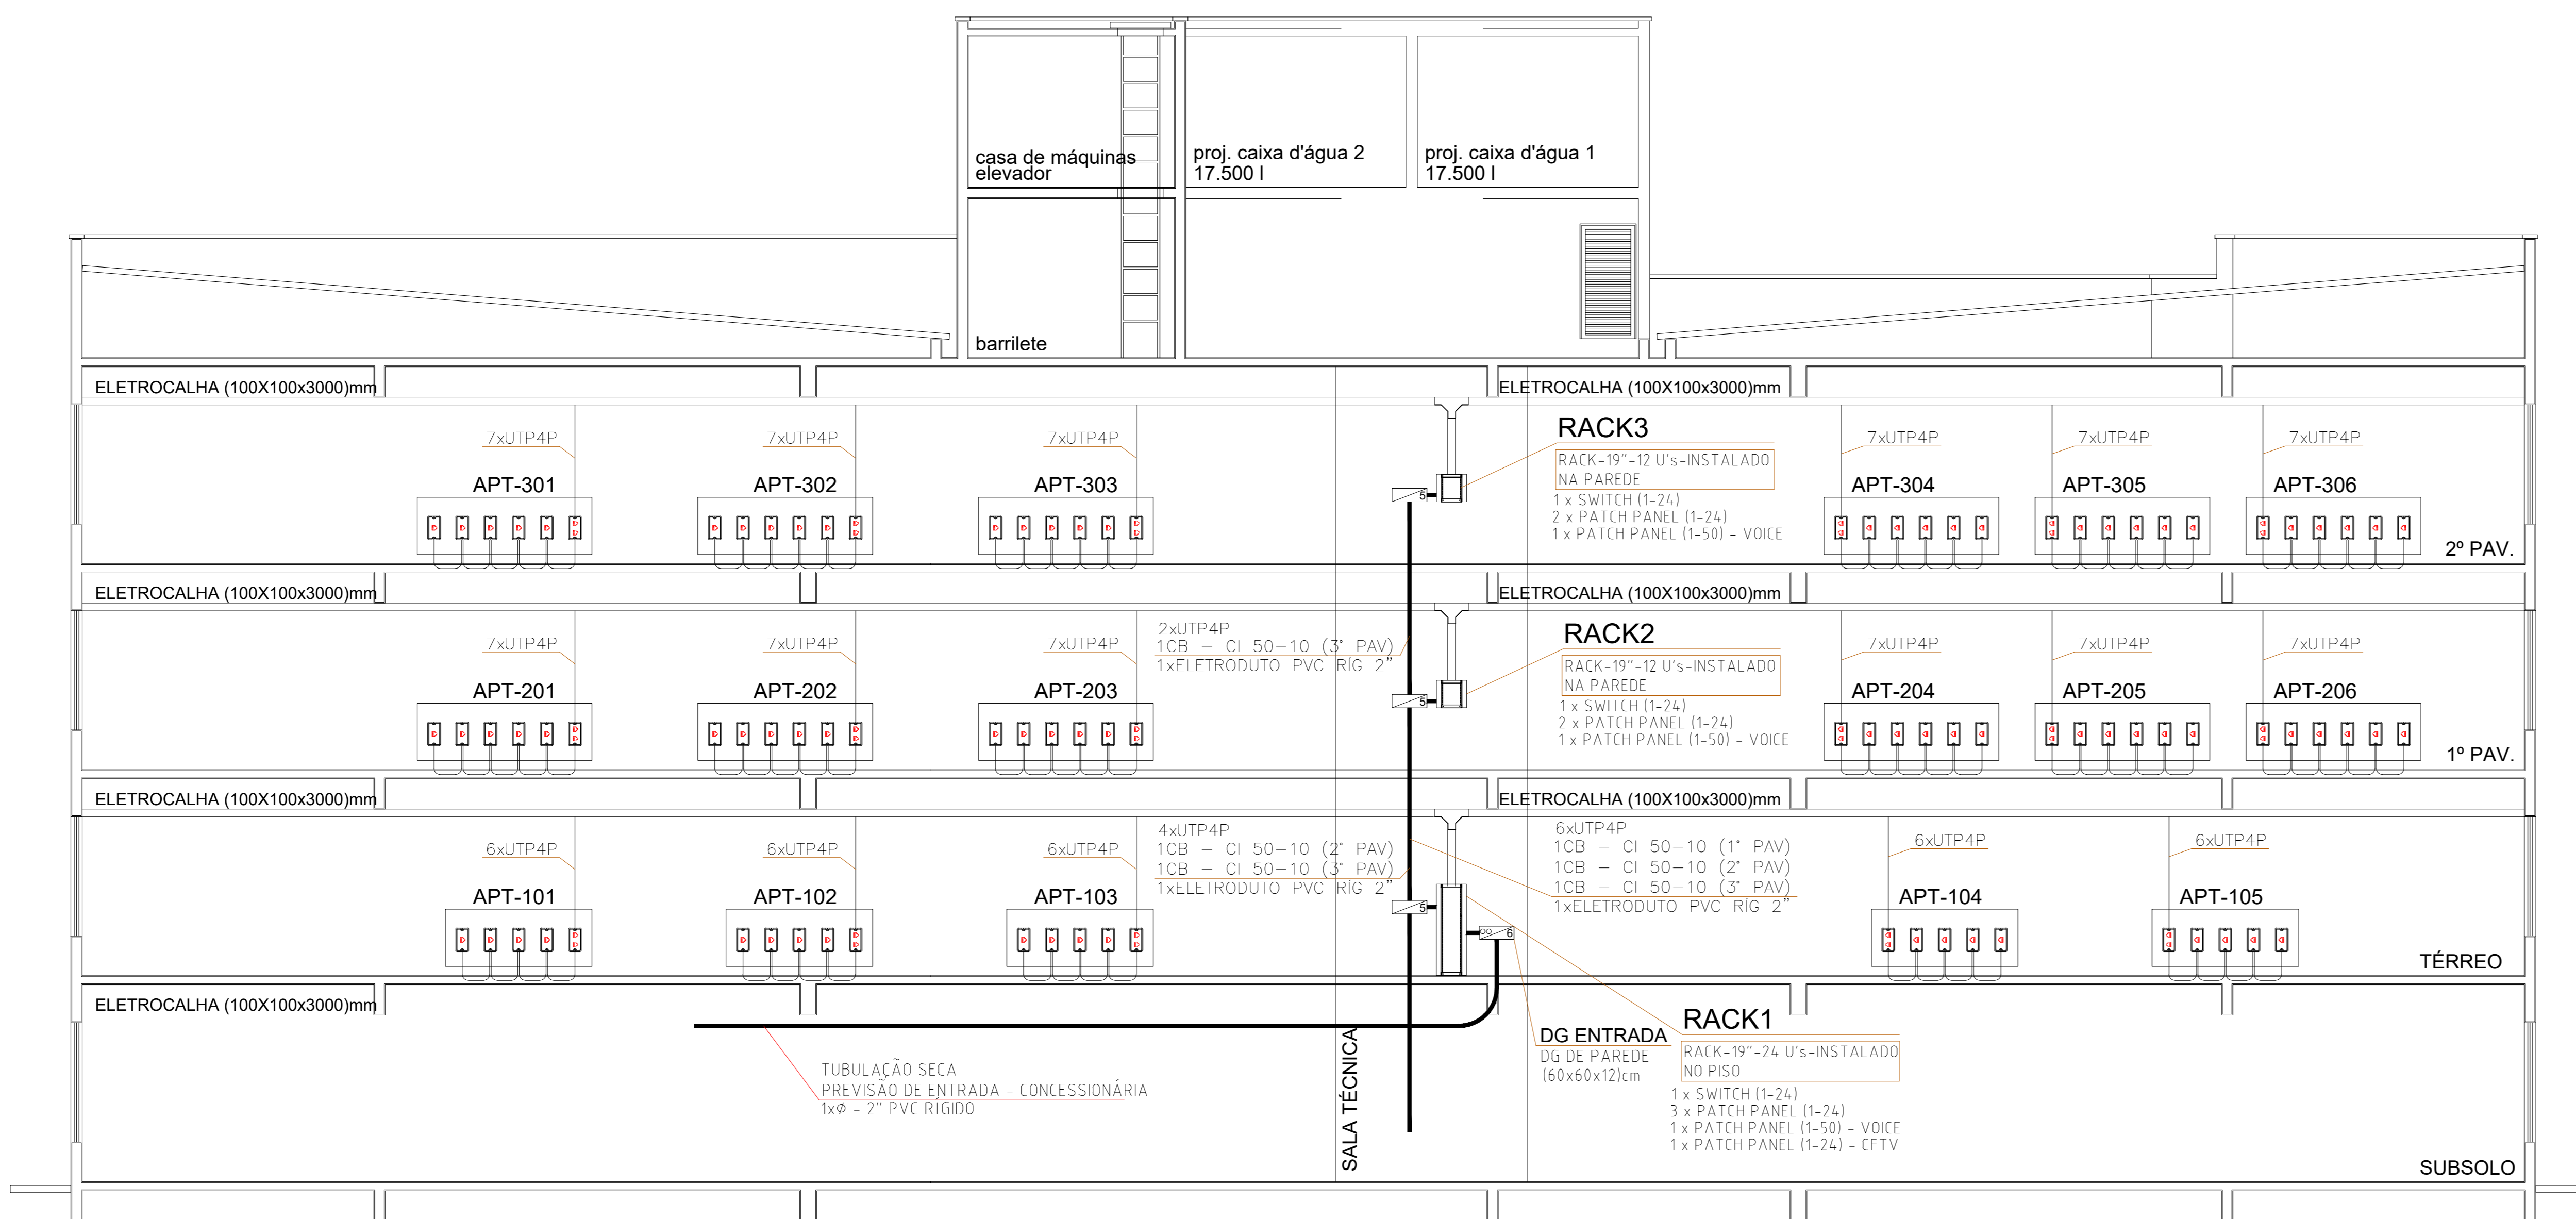 casa de máquinas
elevador
proj. caixa d'água 2
17.500 l
proj. caixa d'água 1
17.500 l
barrilete
ELETROCALHA (100X100x3000)mm
ELETROCALHA (100X100x3000)mm
7xUTP4P
7xUTP4P
7xUTP4P
RACK3
RACK-19"-12 U's-INSTALADO
NA PAREDE
1 x SWITCH (1-24)
2 x PATCH PANEL (1-24)
1 x PATCH PANEL (1-50) - VOICE
7xUTP4P
7xUTP4P
7xUTP4P
APT-301
APT-302
APT-303
5
APT-304
APT-305
APT-306
2º PAV.
ELETROCALHA (100X100x3000)mm
ELETROCALHA (100X100x3000)mm
7xUTP4P
7xUTP4P
7xUTP4P
2xUTP4P
1CB - CI 50-10 (3° PAV)
1xELETRODUTO PVC RÍG 2"
RACK2
RACK-19"-12 U's-INSTALADO
NA PAREDE
1 x SWITCH (1-24)
2 x PATCH PANEL (1-24)
1 x PATCH PANEL (1-50) - VOICE
7xUTP4P
7xUTP4P
7xUTP4P
APT-201
APT-202
APT-203
5
APT-204
APT-205
APT-206
1º PAV.
ELETROCALHA (100X100x3000)mm
ELETROCALHA (100X100x3000)mm
6xUTP4P
6xUTP4P
6xUTP4P
4xUTP4P
1CB - CI 50-10 (2° PAV)
1CB - CI 50-10 (3° PAV)
1xELETRODUTO PVC RÍG 2"
6xUTP4P
1CB - CI 50-10 (1° PAV)
1CB - CI 50-10 (2° PAV)
1CB - CI 50-10 (3° PAV)
1xELETRODUTO PVC RÍG 2"
6xUTP4P
6xUTP4P
APT-101
APT-102
APT-103
5
6
APT-104
APT-105
TÉRREO
ELETROCALHA (100X100x3000)mm
TUBULAÇÃO SECA
PREVISÃO DE ENTRADA - CONCESSIONÁRIA
1xØ - 2" PVC RÍGIDO
SALA TÉCNICA
DG ENTRADA
DG DE PAREDE
(60x60x12)cm
RACK1
RACK-19"-24 U's-INSTALADO
NO PISO
1 x SWITCH (1-24)
3 x PATCH PANEL (1-24)
1 x PATCH PANEL (1-50) - VOICE
1 x PATCH PANEL (1-24) - CFTV
SUBSOLO